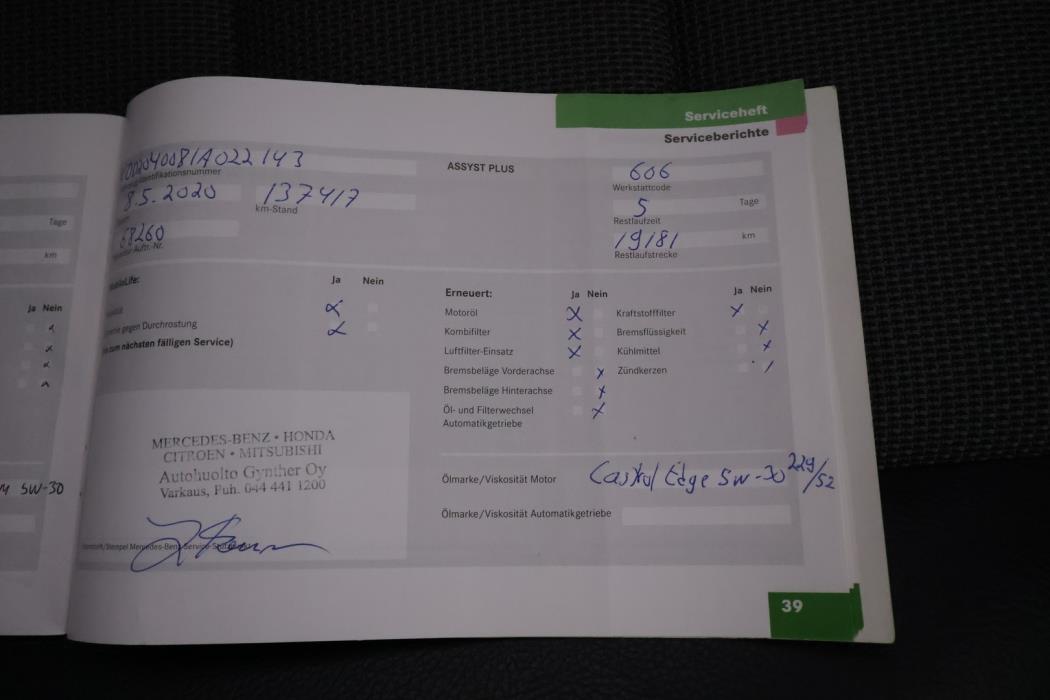 Serviceheft
Serviceberichte
Tage
km
Ja Nein
5W-30
002040081A022143
8.5.2020 137417
km-Stand
68260
Ja Nein
gegen Durchrostung
nächsten fälligen Service)
MERCEDES-BENZ • HONDA
CITROEN • MITSUBISHI
Autohuolto Gynther Oy
Varkaus, Puh. 044 441 1200
ASSYST PLUS
606
Werkstattcode
5 Tage
Restlaufzeit
19181 km
Restlaufstrecke
Erneuert: Ja Nein Ja Nein
Motoröl x Kraftstofffilter x
Kombifilter x Bremsflüssigkeit x
Luftfilter-Einsatz x Kühlmittel x
Bremsbeläge Vorderachse x Zündkerzen /
Bremsbeläge Hinterachse x
Öl- und Filterwechsel x
Automatikgetriebe
Ölmarke/Viskosität Motor Castrol Edge 5W-30 229/52
Ölmarke/Viskosität Automatikgetriebe
39